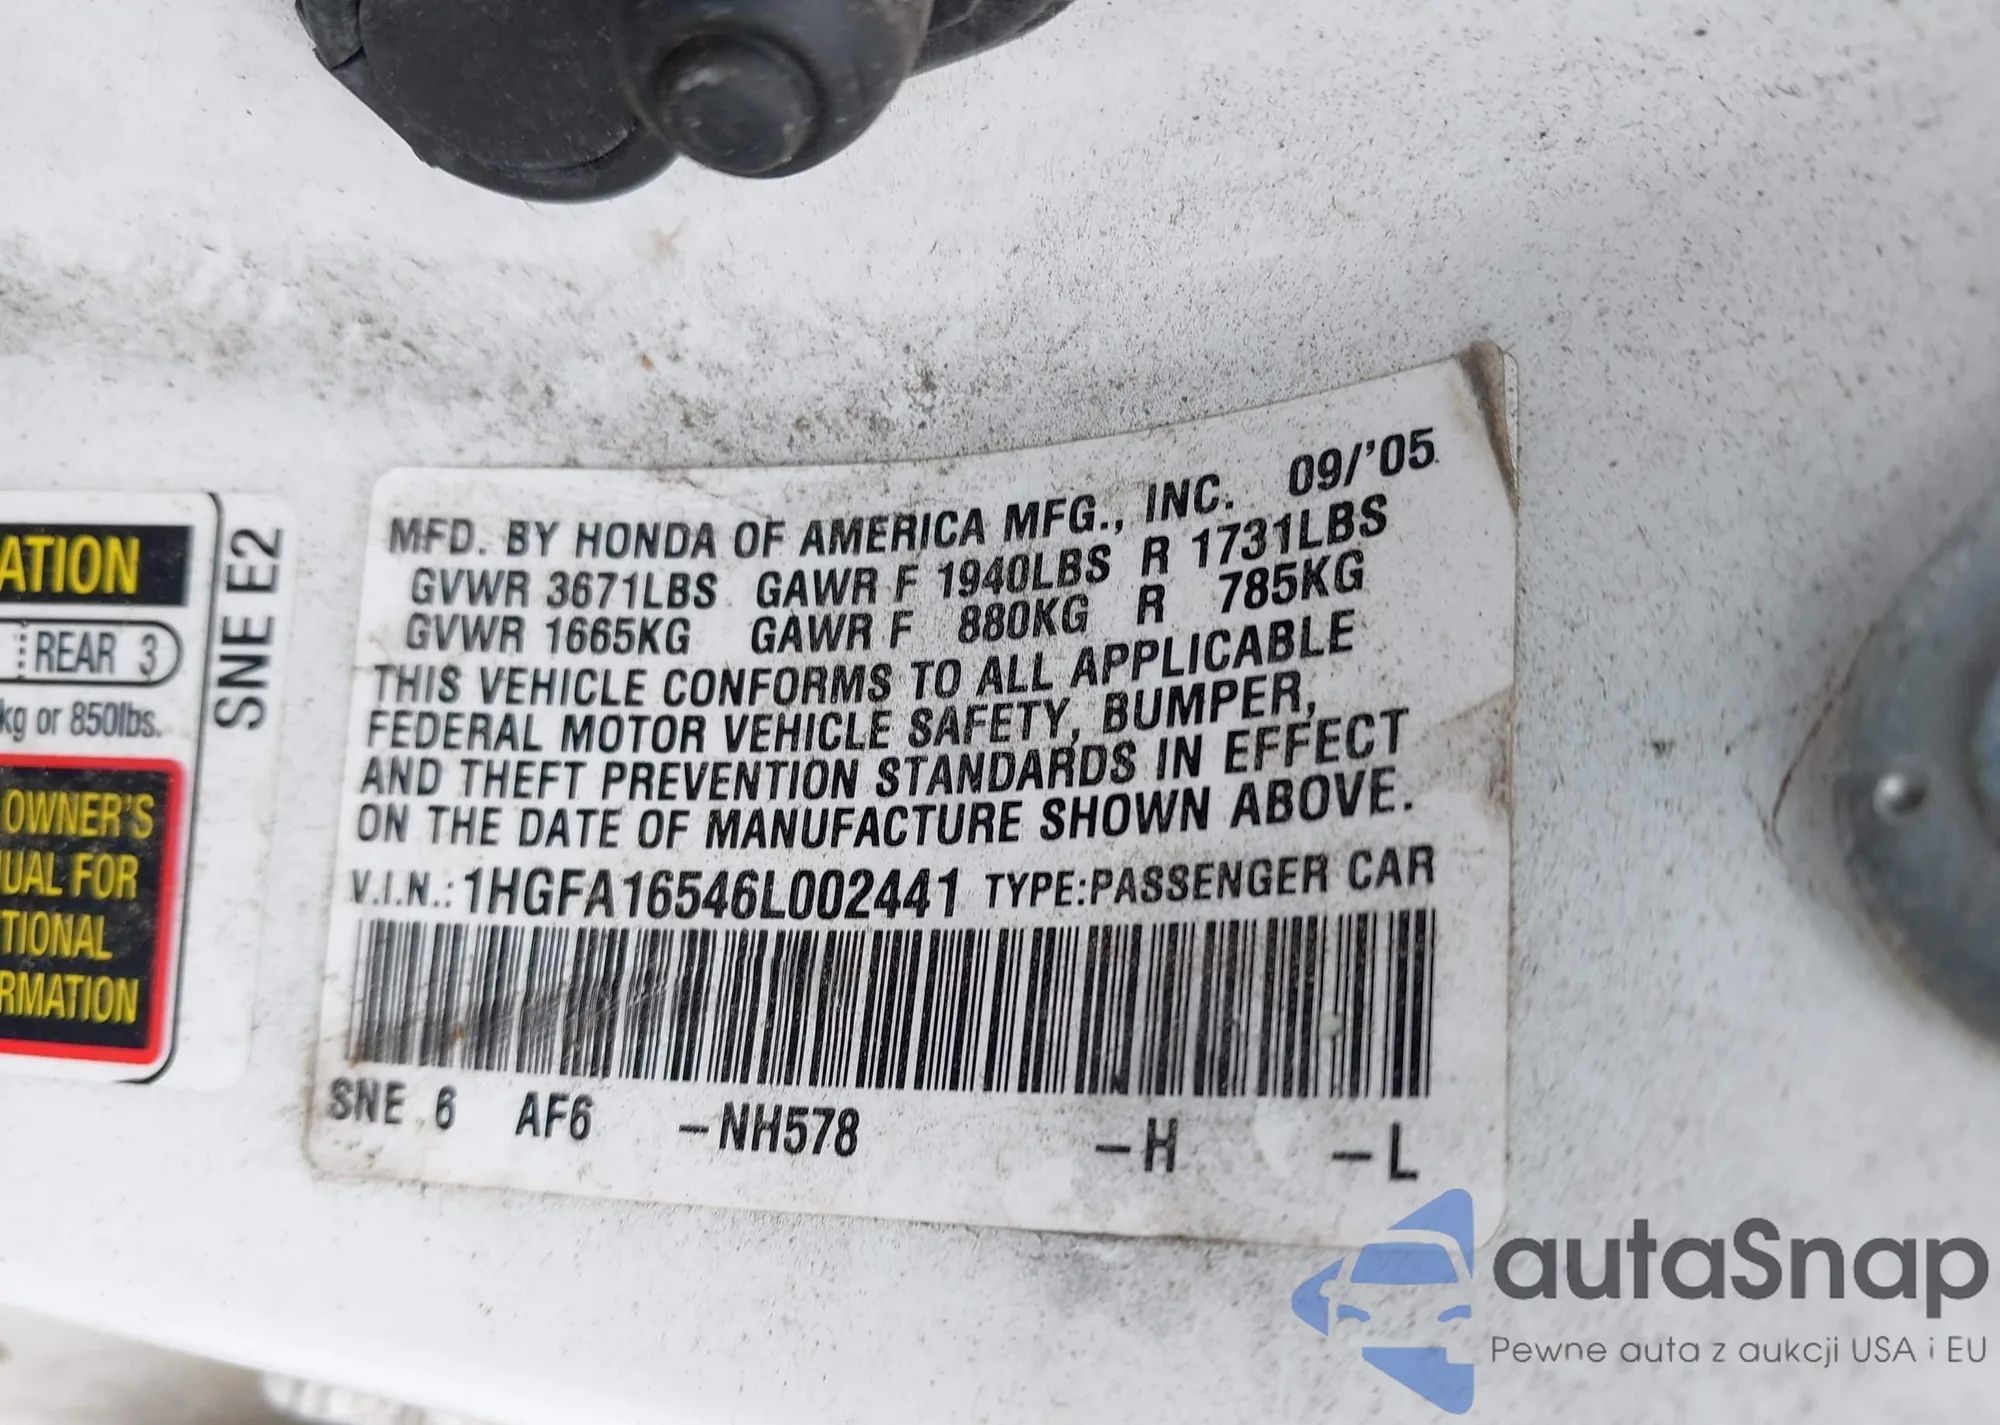 ATION
REAR 3
kg or 850lbs.
OWNER'S
UAL FOR
TIONAL
RMATION
SNE E2
MFD. BY HONDA OF AMERICA MFG., INC. 09/'05
GVWR 3671LBS GAWR F 1940LBS R 1731LBS
GVWR 1665KG GAWR F 880KG R 785KG
THIS VEHICLE CONFORMS TO ALL APPLICABLE
FEDERAL MOTOR VEHICLE SAFETY, BUMPER,
AND THEFT PREVENTION STANDARDS IN EFFECT
ON THE DATE OF MANUFACTURE SHOWN ABOVE.
V.I.N.: 1HGFA16546L002441 TYPE:PASSENGER CAR
SNE 6 AF6 –NH578 –H –L
autaSnap
Pewne auta z aukcji USA i EU